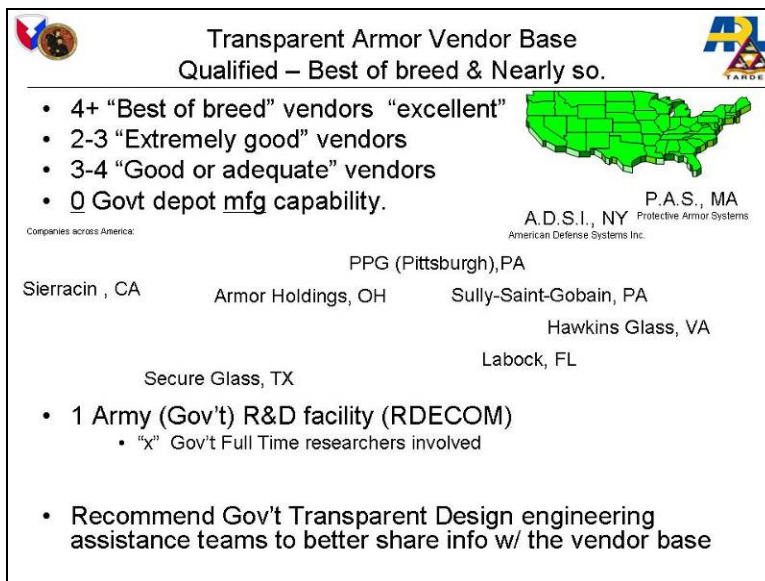 Transparent Armor Vendor Base
Qualified – Best of breed & Nearly so.
ARL
TARDEC
• 4+ “Best of breed” vendors “excellent”
• 2-3 “Extremely good” vendors
• 3-4 “Good or adequate” vendors
• 0 Govt depot mfg capability.
P.A.S., MA
Protective Armor Systems
A.D.S.I., NY
American Defense Systems Inc.
Companies across America:
PPG (Pittsburgh),PA
Sierracin , CA
Armor Holdings, OH
Sully-Saint-Gobain, PA
Hawkins Glass, VA
Labock, FL
Secure Glass, TX
• 1 Army (Gov’t) R&D facility (RDECOM)
• “x” Gov’t Full Time researchers involved
• Recommend Gov’t Transparent Design engineering
assistance teams to better share info w/ the vendor base